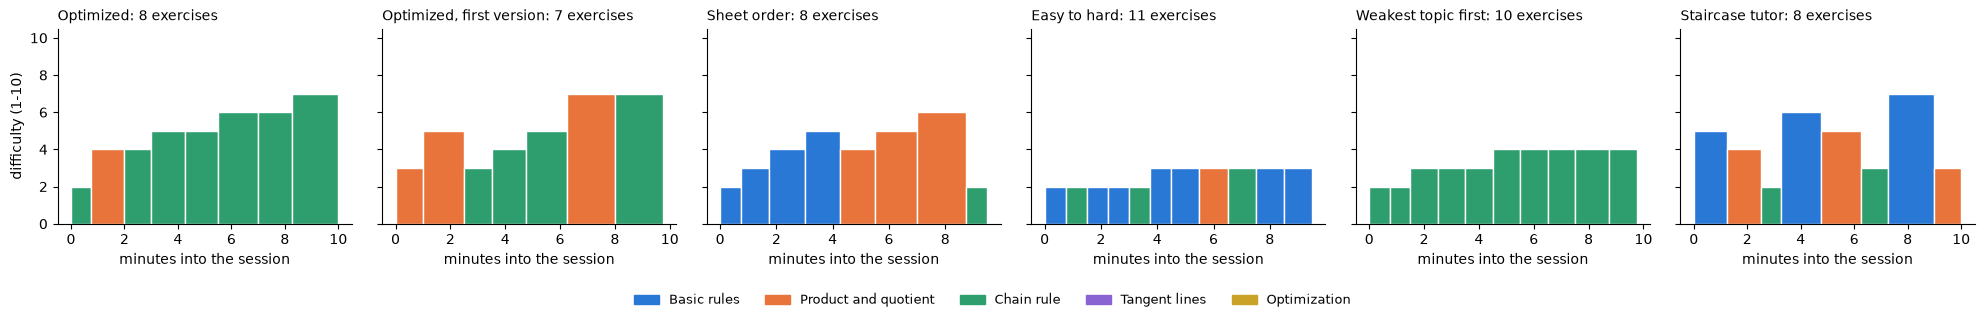 Optimized: 8 exercises
Optimized, first version: 7 exercises
Sheet order: 8 exercises
Easy to hard: 11 exercises
Weakest topic first: 10 exercises
Staircase tutor: 8 exercises
difficulty (1-10)
10
8
6
4
2
0
0 2 4 6 8 10
0 2 4 6 8 10
0 2 4 6 8
0 2 4 6 8
0 2 4 6 8 10
0 2 4 6 8 10
minutes into the session
minutes into the session
minutes into the session
minutes into the session
minutes into the session
minutes into the session
Basic rules
Product and quotient
Chain rule
Tangent lines
Optimization